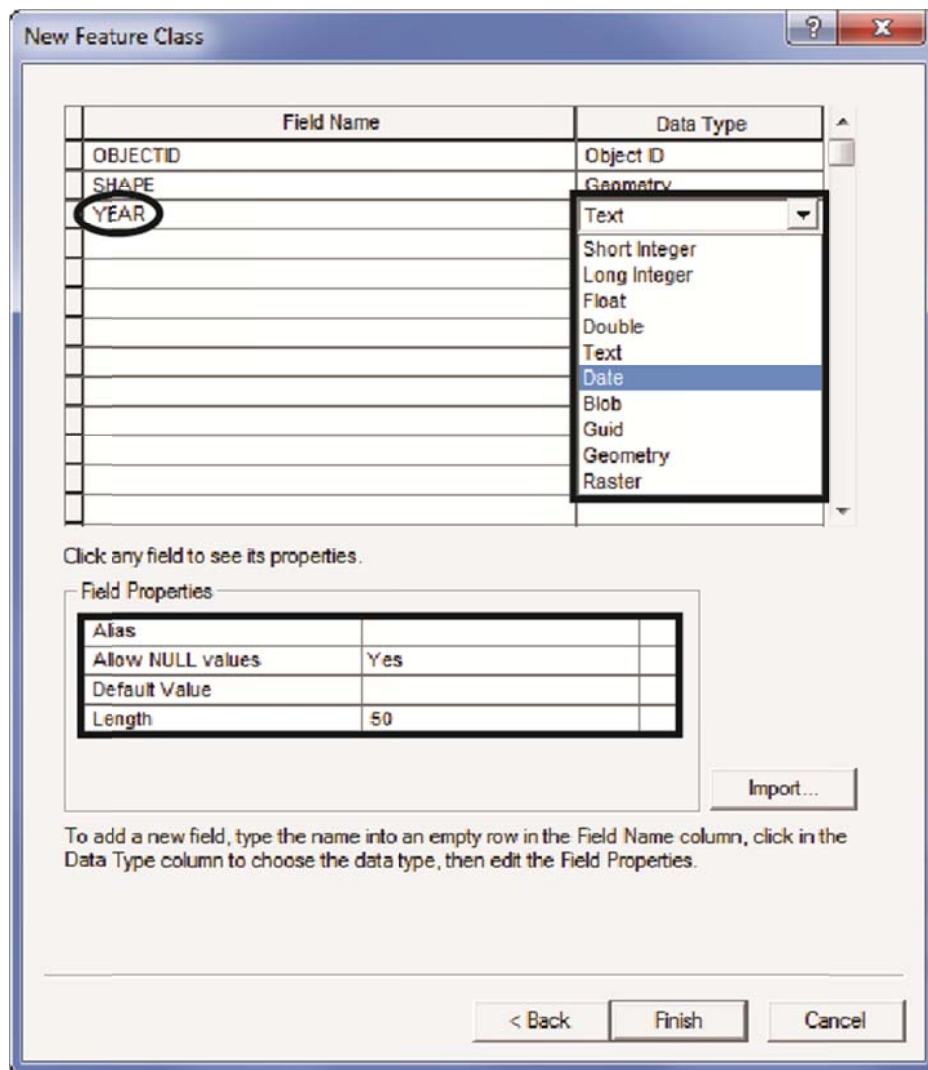 New Feature Class
?
X
Field Name Data Type
OBJECTID Object ID
SHAPE Geometry
YEAR Text
Short Integer
Long Integer
Float
Double
Text
Date
Blob
Guid
Geometry
Raster
Click any field to see its properties.
Field Properties
Alias
Allow NULL values Yes
Default Value
Length 50
Import...
To add a new field, type the name into an empty row in the Field Name column, click in the
Data Type column to choose the data type, then edit the Field Properties.
< Back Finish Cancel